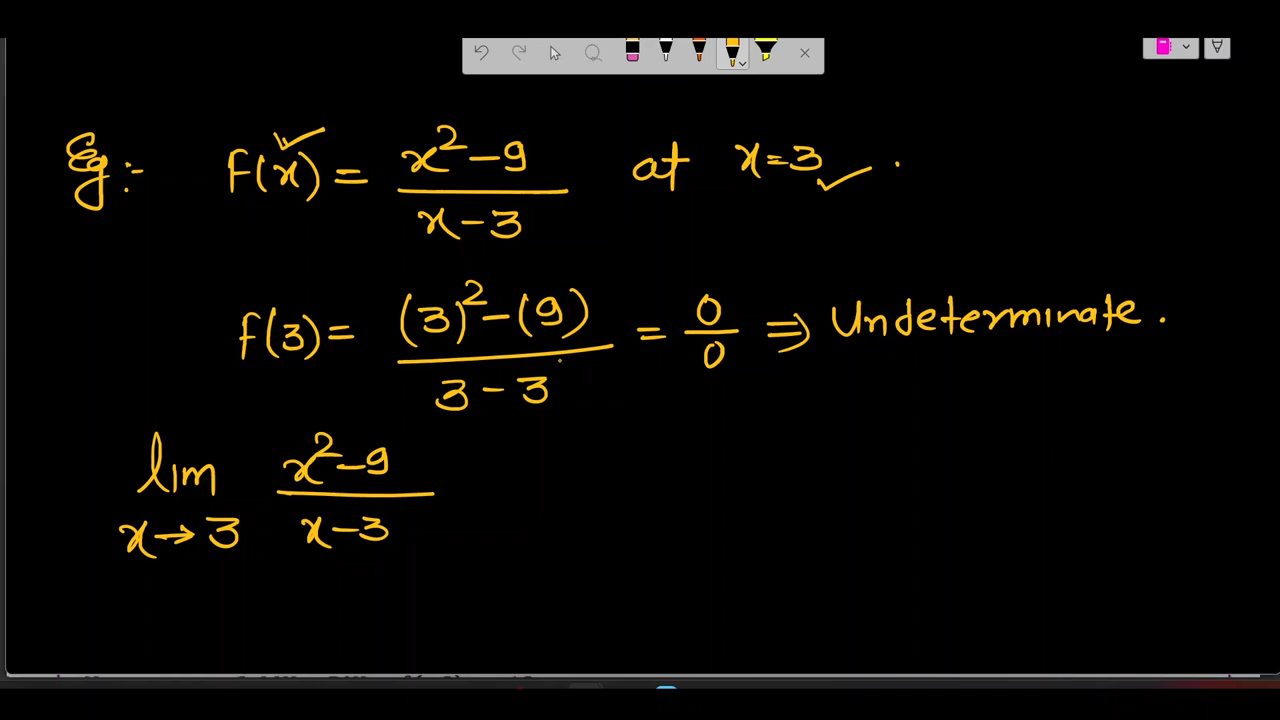 Eg:- f(x) = x² - 9 / x - 3 at x = 3 .
f(3) = (3)² - (9) / 3 - 3 = 0 / 0 ⇒ Undeterminate .
lim x → 3 x² - 9 / x - 3